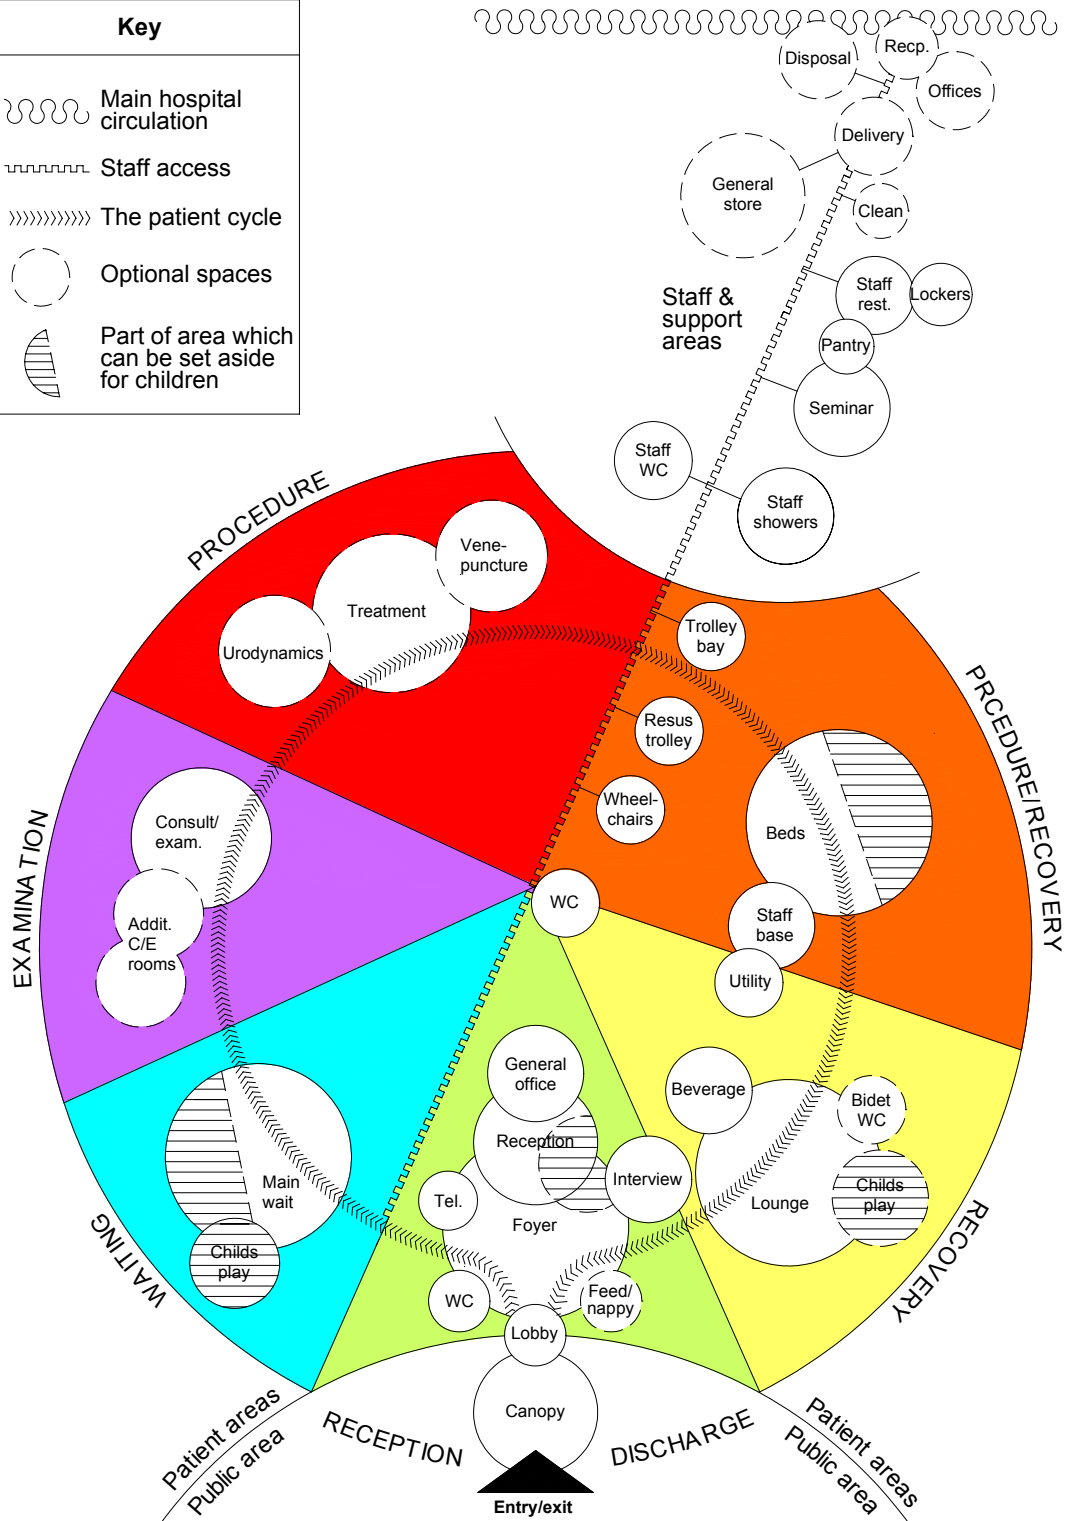 Key
Main hospital
circulation
Staff access
The patient cycle
Optional spaces
Part of area which
can be set aside
for children
Disposal
Recp.
Offices
Delivery
General
store
Clean
Staff &
support
areas
Staff
rest.
Lockers
Pantry
Seminar
Staff
WC
Staff
showers
PROCEDURE
Vene-
puncture
Treatment
Urodynamics
Trolley
bay
Resus
trolley
Wheel-
chairs
Beds
PRCEDURE/RECOVERY
EXAMINATION
Consult/
exam.
Addit.
C/E
rooms
WC
Staff
base
Utility
General
office
Reception
Interview
Tel.
Foyer
WC
Feed/
nappy
Lobby
Beverage
Bidet
WC
Lounge
Childs
play
RECOVERY
Main
wait
Childs
play
WAITING
Patient areas
Public area
RECEPTION
Canopy
DISCHARGE
Patient areas
Public area
Entry/exit